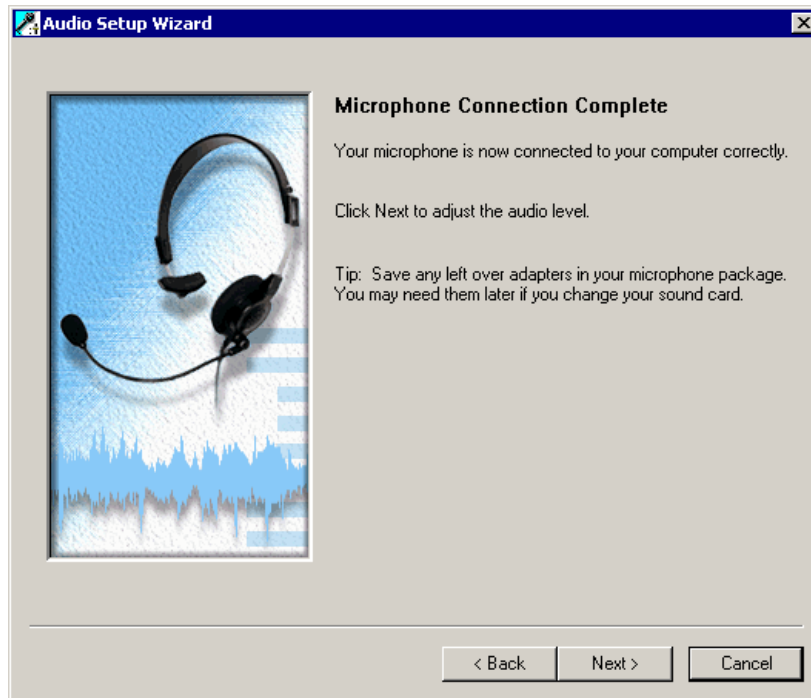 Audio Setup Wizard
Microphone Connection Complete
Your microphone is now connected to your computer correctly.
Click Next to adjust the audio level.
Tip:  Save any left over adapters in your microphone package.
You may need them later if you change your sound card.
< Back
Next >
Cancel